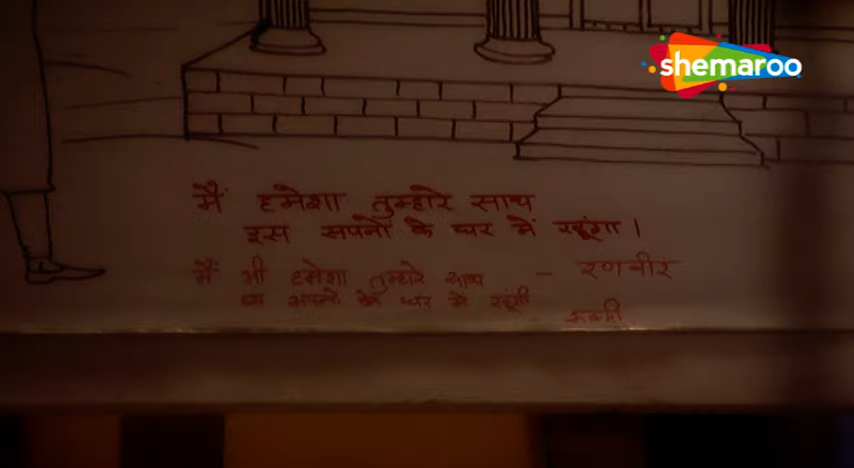 shemaroo
मैं हमेशा तुम्हारे साथ
इस सपनों के घर में रहूंगा।
मैं भी हमेशा तुम्हारे साथ - रणवीर
इस सपनों के घर में रहूंगी
रुक्मी